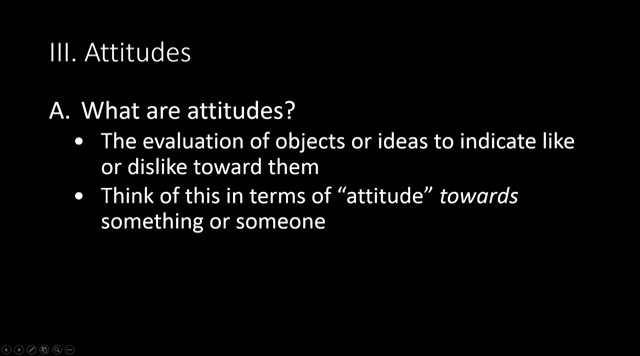 III. Attitudes
A. What are attitudes?
• The evaluation of objects or ideas to indicate like
or dislike toward them
• Think of this in terms of “attitude” towards
something or someone